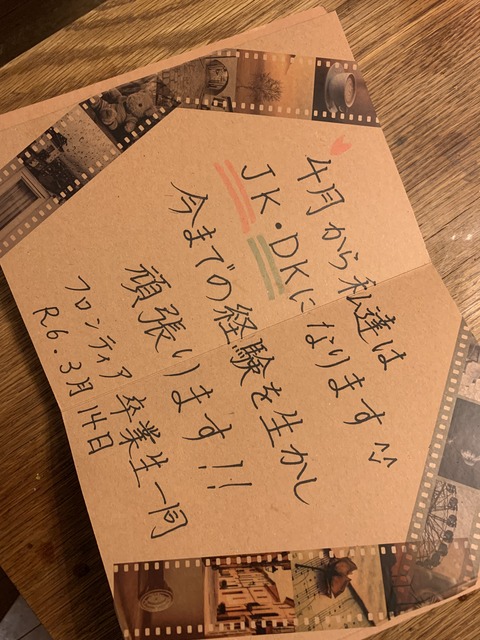 4月から私達は
JK・DKになります
今までの経験を生かし
頑張ります!!
フロンティア卒業生一同
R6.3月14日